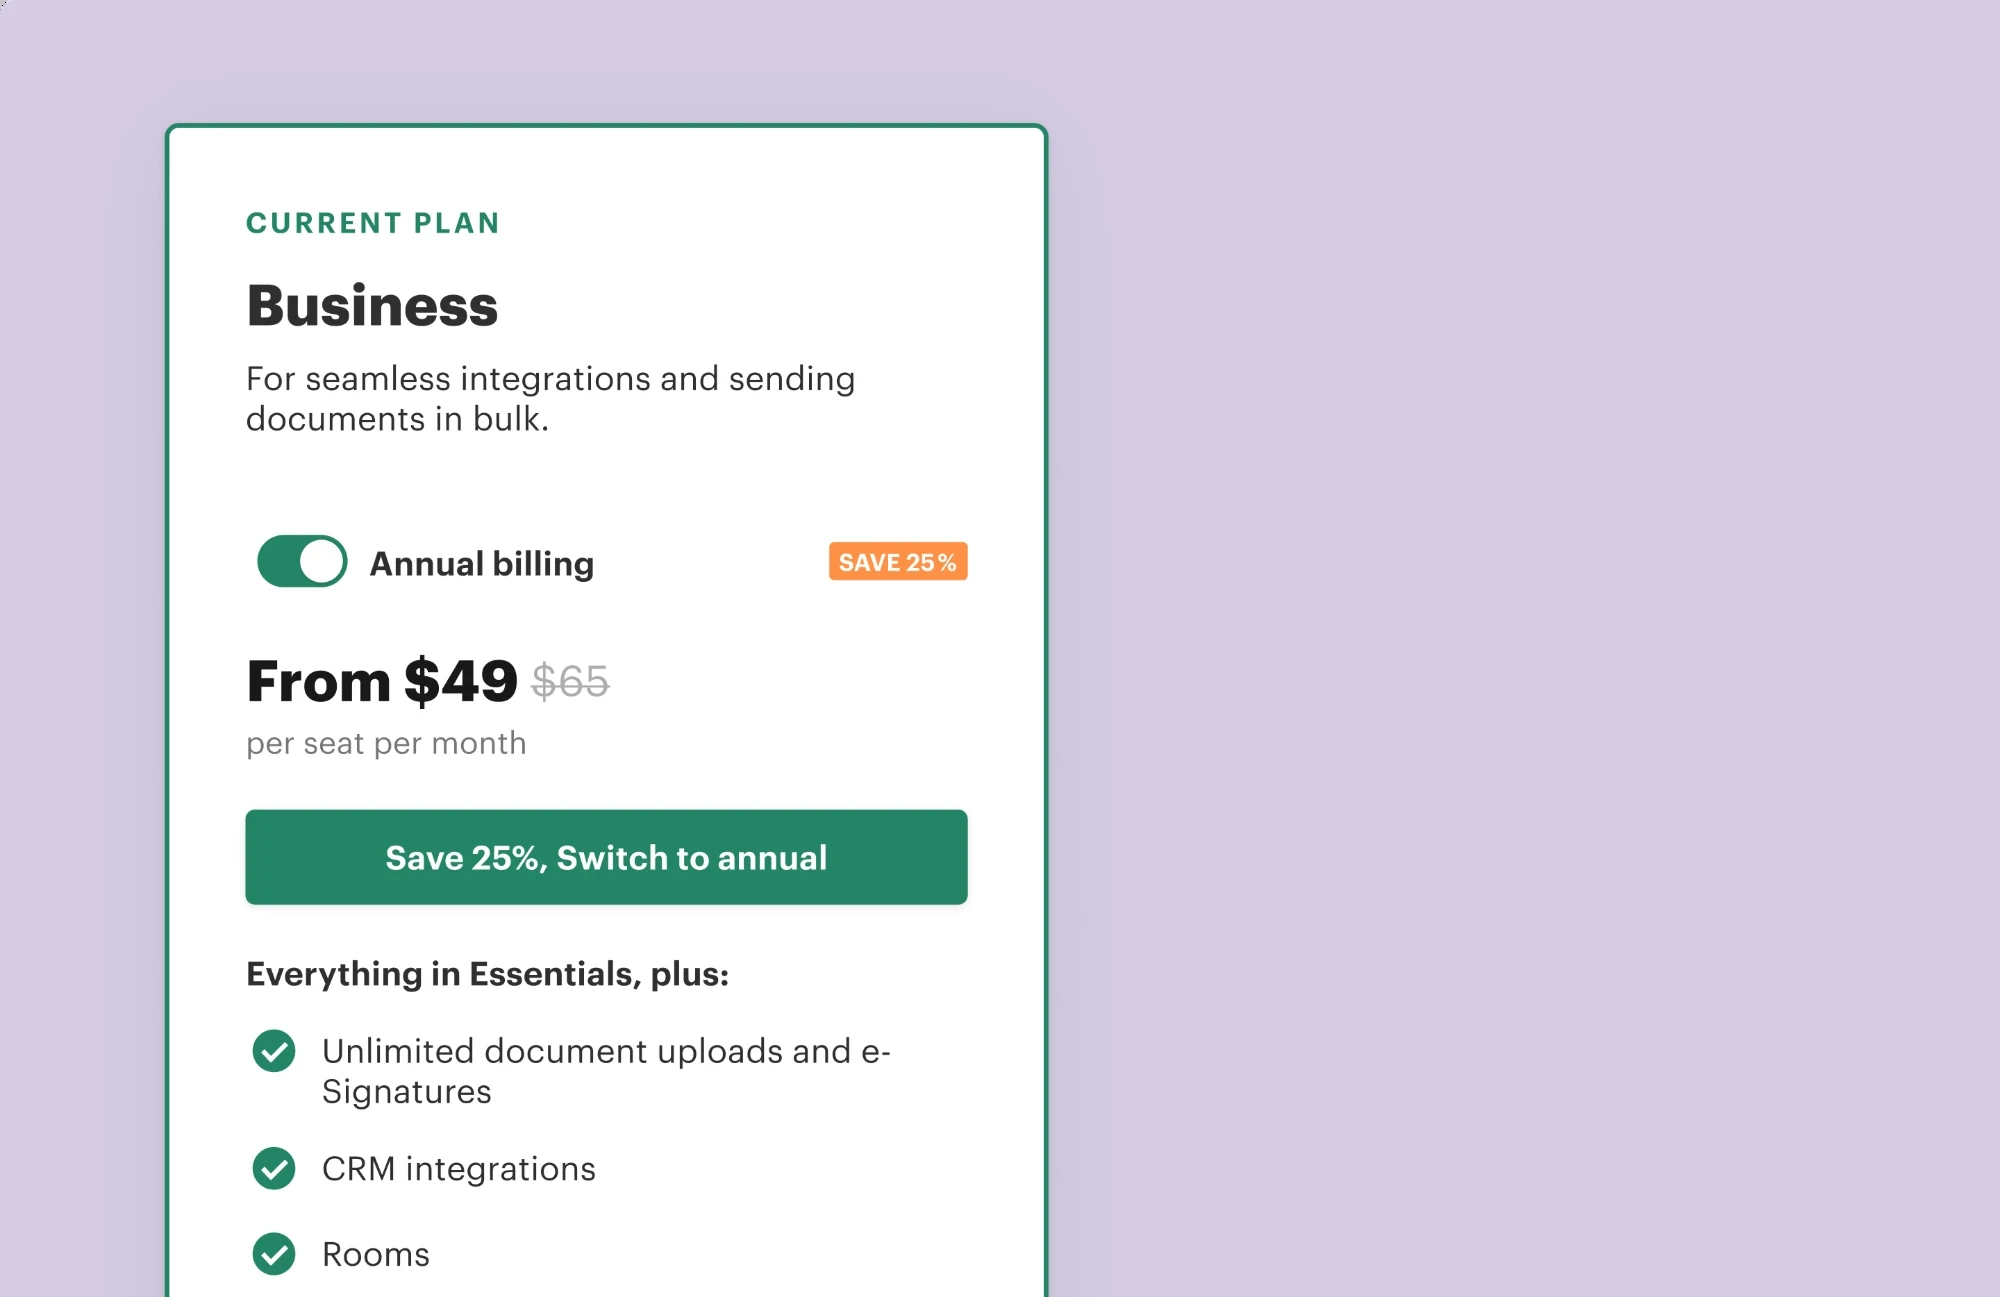 CURRENT PLAN
Business
For seamless integrations and sending
documents in bulk.
Annual billing
SAVE 25%
From $49 $65
per seat per month
Save 25%, Switch to annual
Everything in Essentials, plus:
Unlimited document uploads and e-
Signatures
CRM integrations
Rooms